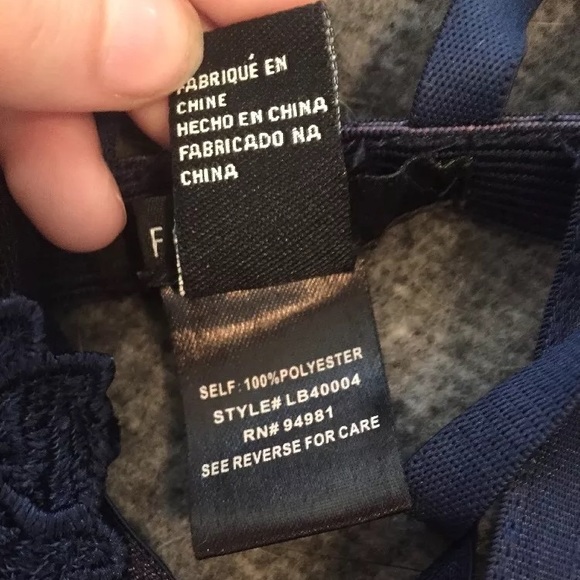 FABRIQUÉ EN
CHINE
HECHO EN CHINA
FABRICADO NA
CHINA
F
SELF: 100%POLYESTER
STYLE# LB40004
RN# 94981
SEE REVERSE FOR CARE